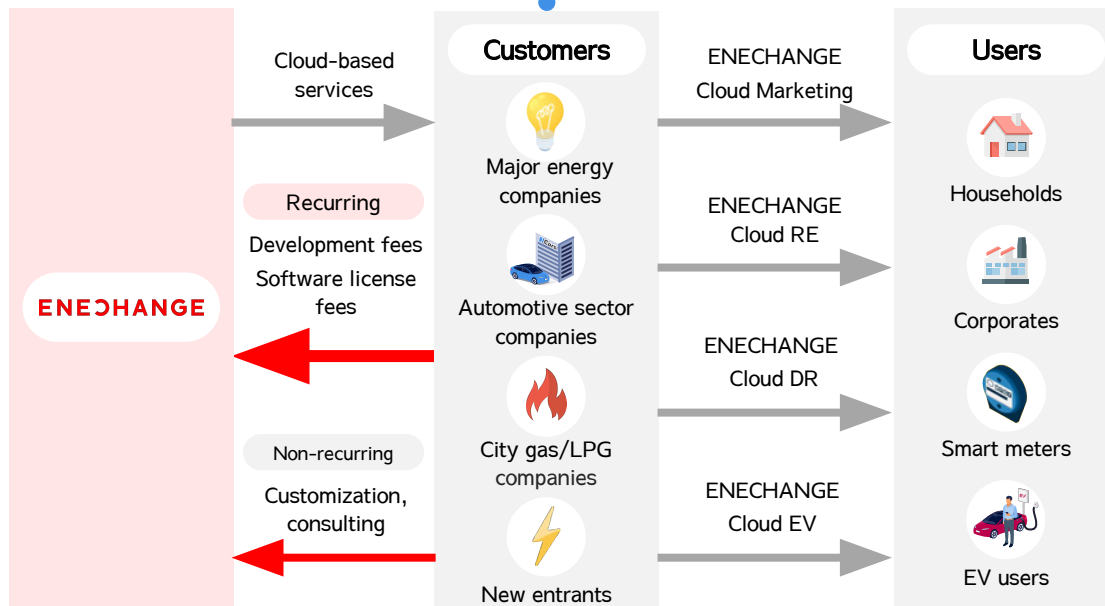 Cloud-based
services
Recurring
Development fees
Software license
fees
ENECHANGE
Non-recurring
Customization,
consulting
Customers
Major energy
companies
Automotive sector
companies
City gas/LPG
companies
New entrants
ENECHANGE
Cloud Marketing
ENECHANGE
Cloud RE
ENECHANGE
Cloud DR
ENECHANGE
Cloud EV
Users
Households
Corporates
Smart meters
EV users